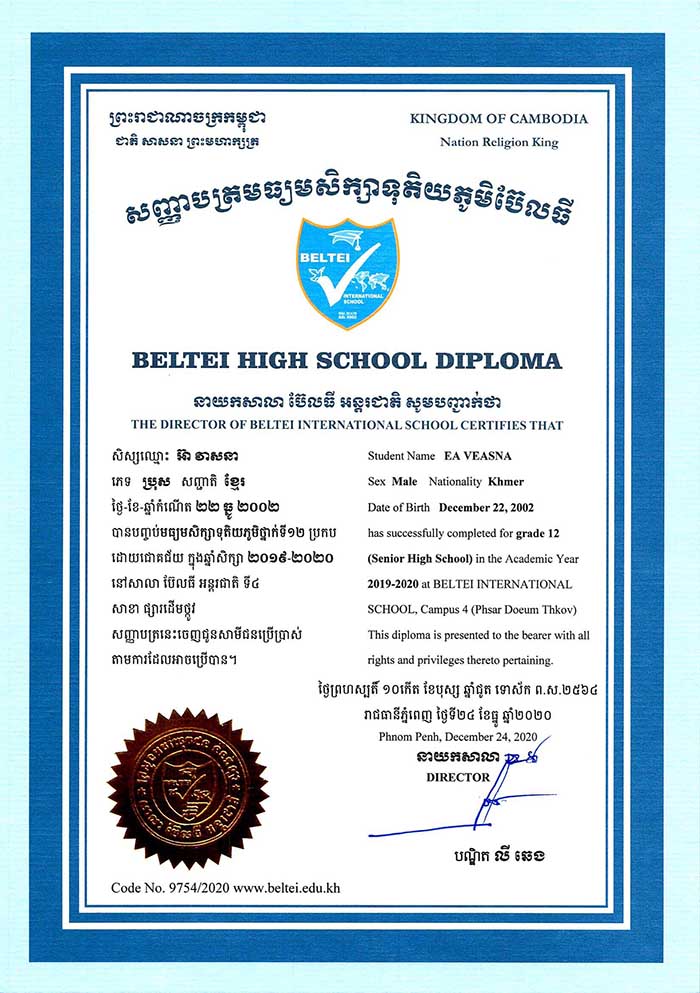 ព្រះរាជាណាចក្រកម្ពុជា
ជាតិ សាសនា ព្រះមហាក្សត្រ
KINGDOM OF CAMBODIA
Nation Religion King
សញ្ញាបត្រមធ្យមសិក្សាទុតិយភូមិប៊ែលធី
BELTEI
INTERNATIONAL
SCHOOL
BELTEI HIGH SCHOOL DIPLOMA
នាយកសាលា ប៊ែលធី អន្តរជាតិ សូមបញ្ជាក់ថា
THE DIRECTOR OF BELTEI INTERNATIONAL SCHOOL CERTIFIES THAT
សិស្សឈ្មោះ អ៊ា វាសនា
ភេទ ប្រុស សញ្ជាតិ ខ្មែរ
ថ្ងៃ-ខែ-ឆ្នាំកំណើត ២២ ធ្នូ ២០០២
បានបញ្ចប់មធ្យមសិក្សាទុតិយភូមិថ្នាក់ទី១២ ប្រកប
ដោយជោគជ័យ ក្នុងឆ្នាំសិក្សា ២០១៩-២០២០
នៅសាលា ប៊ែលធី អន្តរជាតិ ទី៤
សាខា ផ្សារដើមថ្កូវ
សញ្ញាបត្រនេះចេញជូនសាមីជនប្រើប្រាស់
តាមការដែលអាចប្រើបាន។
Student Name EA VEASNA
Sex Male Nationality Khmer
Date of Birth December 22, 2002
has successfully completed for grade 12
(Senior High School) in the Academic Year
2019-2020 at BELTEI INTERNATIONAL
SCHOOL, Campus 4 (Phsar Doeum Thkov)
This diploma is presented to the bearer with all
rights and privileges thereto pertaining.
ថ្ងៃព្រហស្បតិ៍ ១០កើត ខែបុស្ស ឆ្នាំជូត ទោស័ក ព.ស.២៥៦៤
រាជធានីភ្នំពេញ ថ្ងៃទី២៤ ខែធ្នូ ឆ្នាំ២០២០
Phnom Penh, December 24, 2020
នាយកសាលា
DIRECTOR
បណ្ឌិត លី ឆេង
Code No. 9754/2020 www.beltei.edu.kh